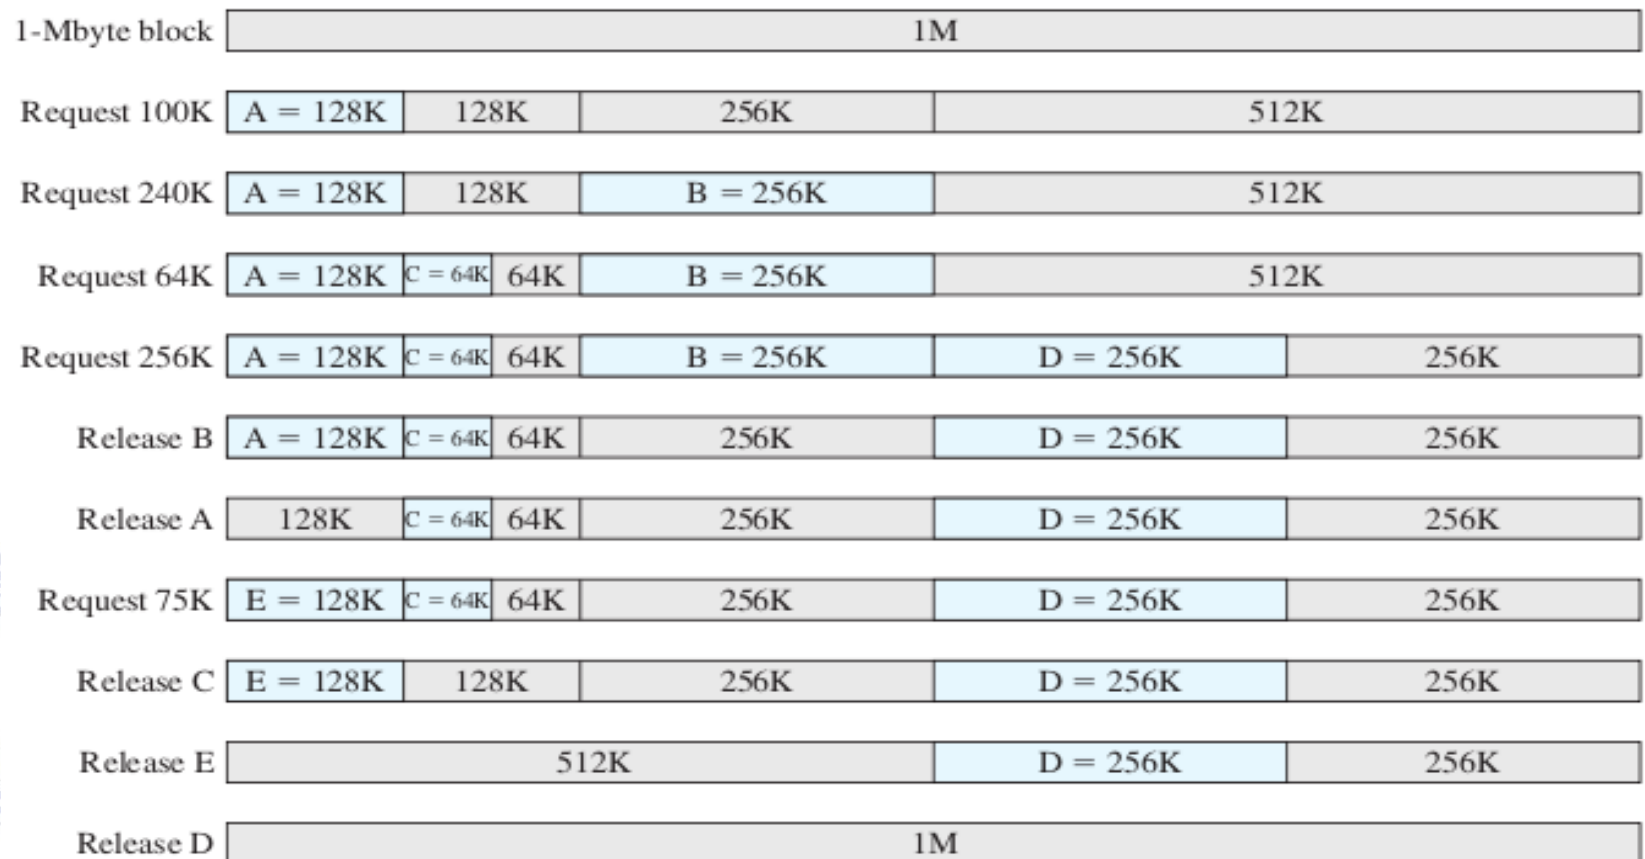 1-Mbyte block 1M
Request 100K A = 128K 128K 256K 512K
Request 240K A = 128K 128K B = 256K 512K
Request 64K A = 128K C = 64K 64K B = 256K 512K
Request 256K A = 128K C = 64K 64K B = 256K D = 256K 256K
Release B A = 128K C = 64K 64K 256K D = 256K 256K
Release A 128K C = 64K 64K 256K D = 256K 256K
Request 75K E = 128K C = 64K 64K 256K D = 256K 256K
Release C E = 128K 128K 256K D = 256K 256K
Release E 512K D = 256K 256K
Release D 1M